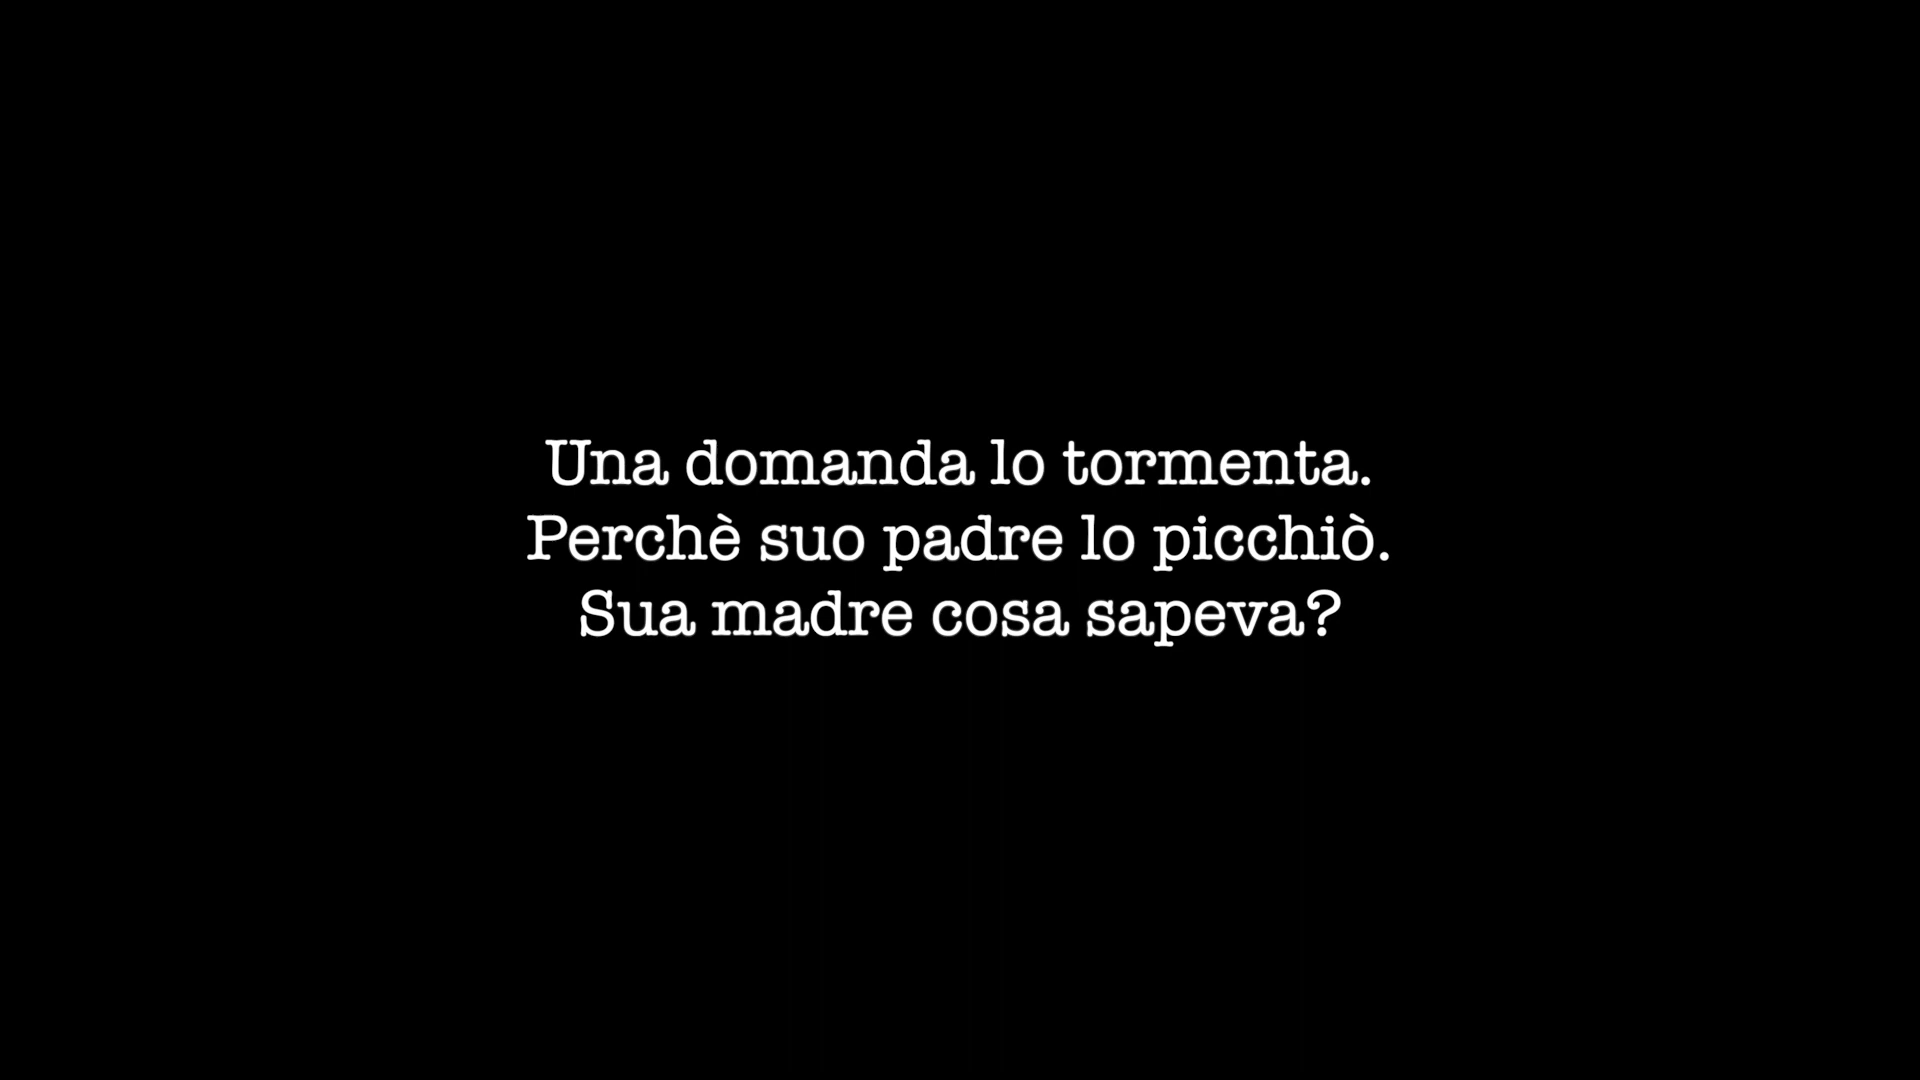 Una domanda lo tormenta.
Perchè suo padre lo picchiò.
Sua madre cosa sapeva?